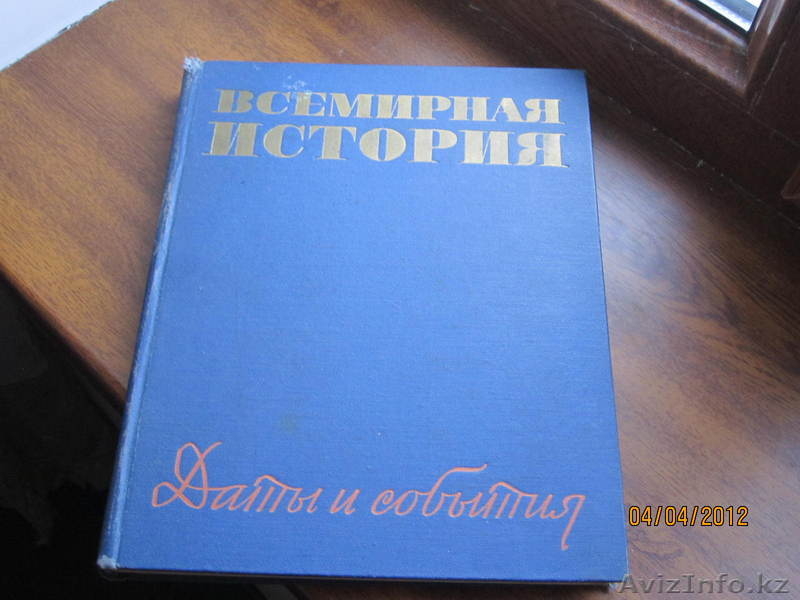 ВСЕМИРНАЯ
ИСТОРИЯ
Даты и события
04/04/2012
AvizInfo.kz